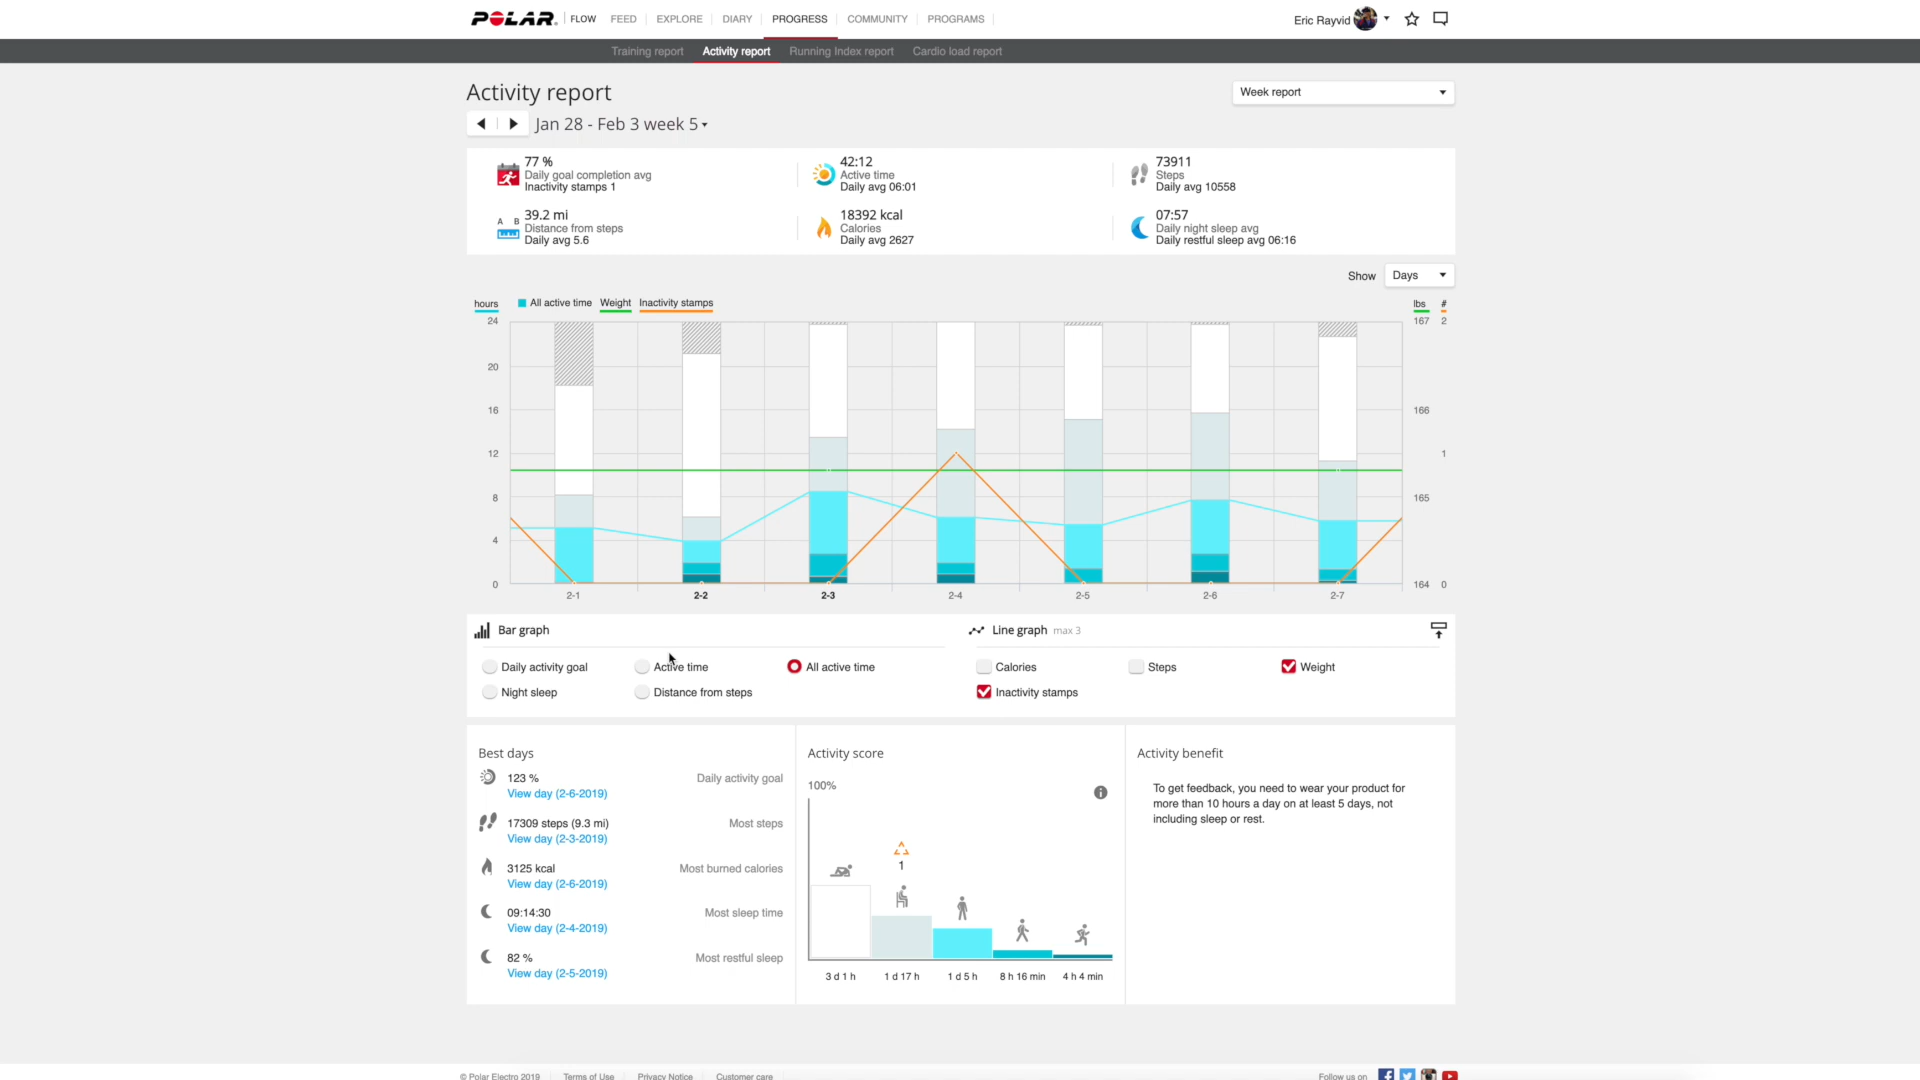 POLAR. FLOW FEED EXPLORE DIARY PROGRESS COMMUNITY PROGRAMS Eric Rayvid
Training report Activity report Running Index report Cardio load report
Activity report
Week report
Jan 28 - Feb 3 week 5
77 %
Daily goal completion avg
Inactivity stamps 1
42:12
Active time
Daily avg 06:01
73911
Steps
Daily avg 10558
A B
39.2 mi
Distance from steps
Daily avg 5.6
18392 kcal
Calories
Daily avg 2627
07:57
Daily night sleep avg
Daily restful sleep avg 06:16
Show Days
hours All active time Weight Inactivity stamps lbs #
24 167 2
20
16 166
12 1
8 165
4
0 164 0
2-1 2-2 2-3 2-4 2-5 2-6 2-7
Bar graph
Line graph max 3
Daily activity goal Active time All active time
Night sleep Distance from steps
Calories Steps Weight
Inactivity stamps
Best days
123 % Daily activity goal
View day (2-6-2019)
17309 steps (9.3 mi) Most steps
View day (2-3-2019)
3125 kcal Most burned calories
View day (2-6-2019)
09:14:30 Most sleep time
View day (2-4-2019)
82 % Most restful sleep
View day (2-5-2019)
Activity score
100%
1
3 d 1 h 1 d 17 h 1 d 5 h 8 h 16 min 4 h 4 min
Activity benefit
To get feedback, you need to wear your product for
more than 10 hours a day on at least 5 days, not
including sleep or rest.
© Polar Electro 2019 Terms of Use Privacy Notice Customer care Follow us on